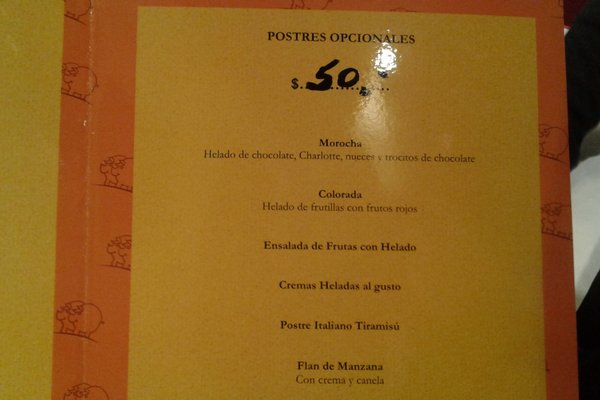 POSTRES OPCIONALES
$ 50.-
Morocha
Helado de chocolate, Charlotte, nueces y trocitos de chocolate
Colorada
Helado de frutillas con frutos rojos
Ensalada de Frutas con Helado
Cremas Heladas al gusto
Postre Italiano Tiramisú
Flan de Manzana
Con crema y canela